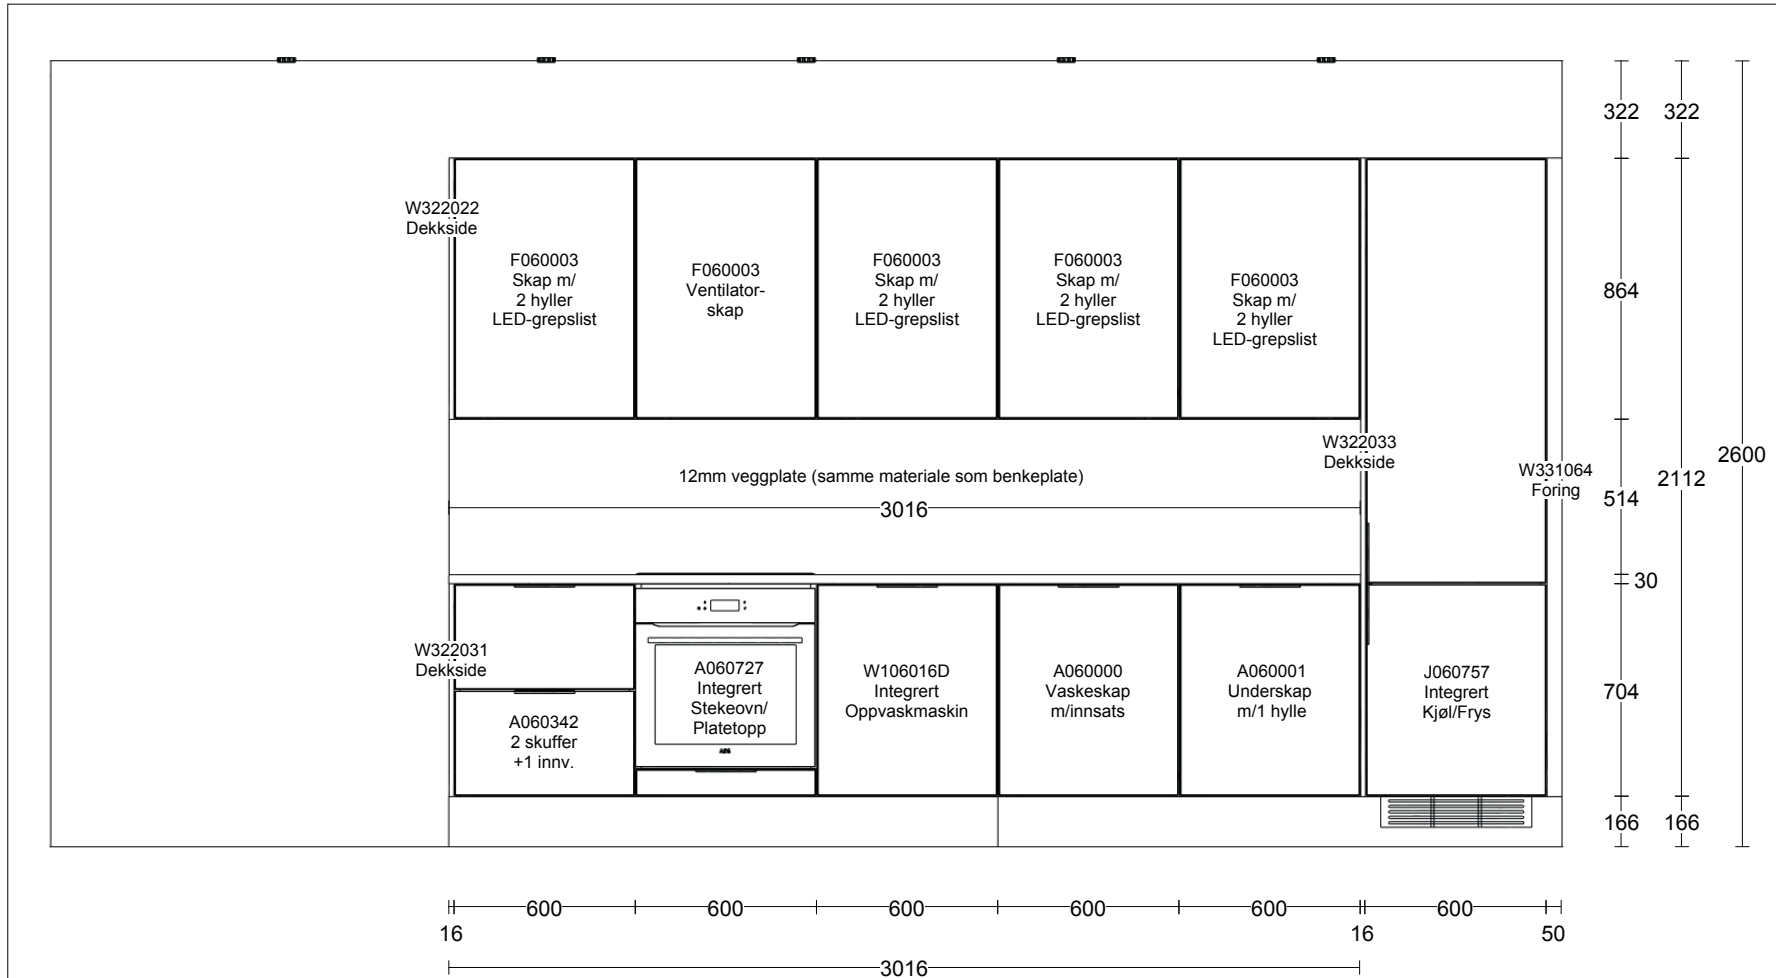 322
322
W322022
Dekkside
F060003
Skap m/
2 hyller
LED-grepslist
F060003
Ventilator-
skap
F060003
Skap m/
2 hyller
LED-grepslist
F060003
Skap m/
2 hyller
LED-grepslist
F060003
Skap m/
2 hyller
LED-grepslist
864
W322033
Dekkside
2600
W331064
Foring
2112
12mm veggplate (samme materiale som benkeplate)
514
3016
30
W322031
Dekkside
A060342
2 skuffer
+1 innv.
A060727
Integrert
Stekeovn/
Platetopp
AEG
W106016D
Integrert
Oppvaskmaskin
A060000
Vaskeskap
m/innsats
A060001
Underskap
m/1 hylle
J060757
Integrert
Kjøl/Frys
704
166
166
600
600
600
600
600
600
16
16
50
3016